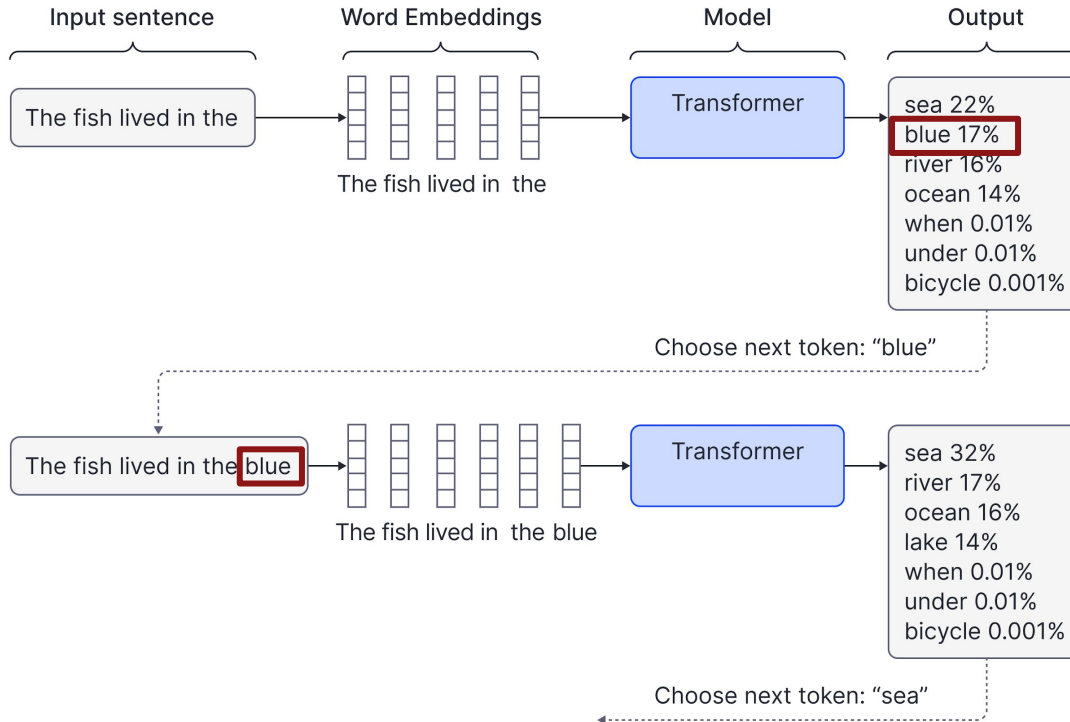 Input sentence
Word Embeddings
Model
Output
The fish lived in the
The fish lived in the
Transformer
sea 22%
blue 17%
river 16%
ocean 14%
when 0.01%
under 0.01%
bicycle 0.001%
Choose next token: “blue”
The fish lived in the blue
The fish lived in the blue
Transformer
sea 32%
river 17%
ocean 16%
lake 14%
when 0.01%
under 0.01%
bicycle 0.001%
Choose next token: “sea”